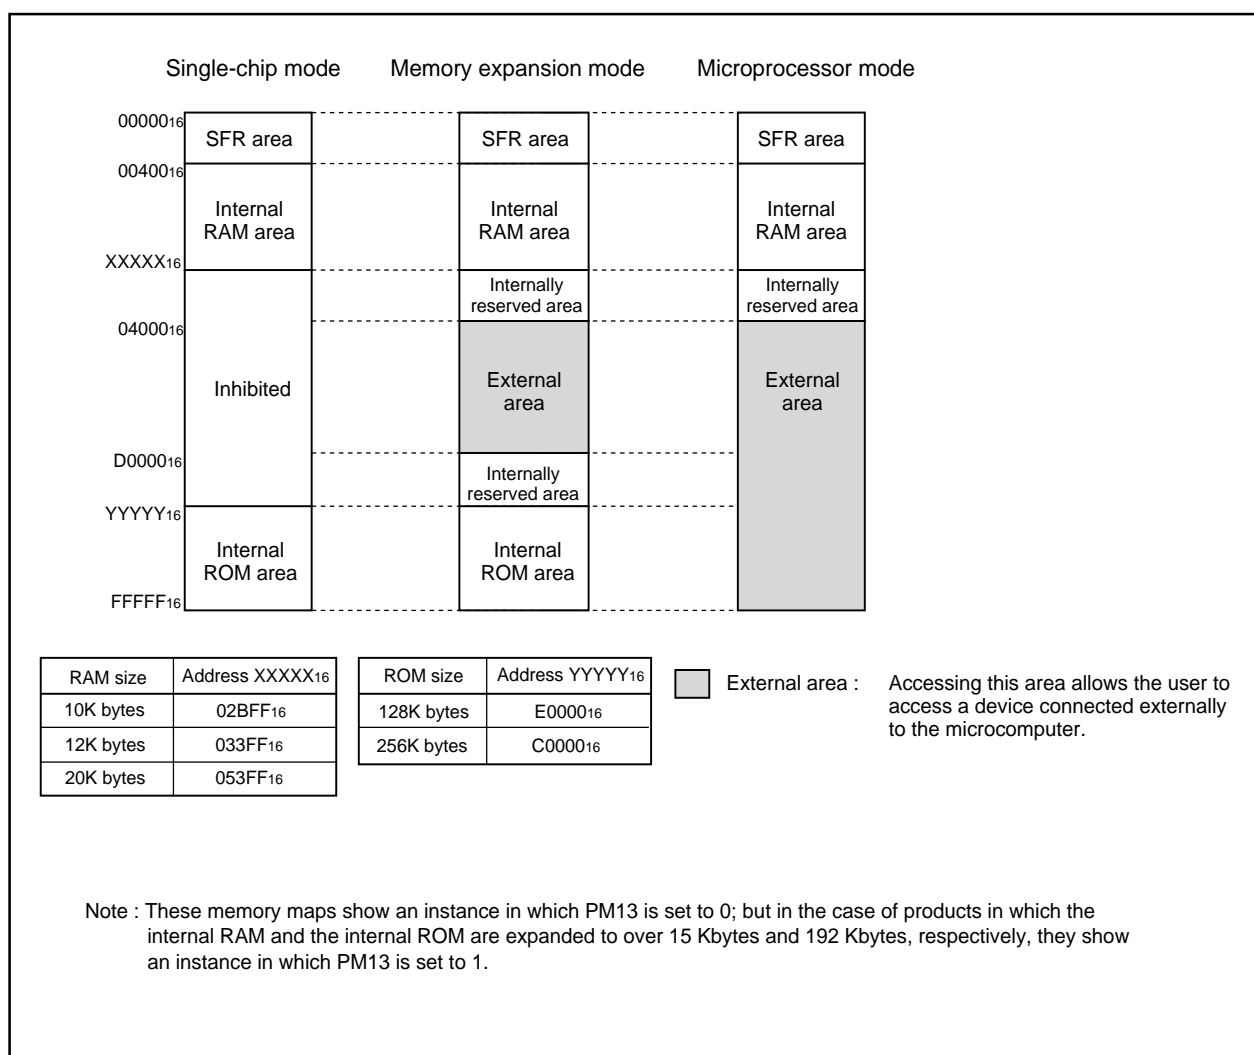 Single-chip mode
Memory expansion mode
Microprocessor mode
00000₁₆
SFR area
SFR area
SFR area
00400₁₆
Internal
RAM area
Internal
RAM area
Internal
RAM area
XXXXX₁₆
Internally
reserved area
Internally
reserved area
04000₁₆
Inhibited
External
area
External
area
D0000₁₆
Internally
reserved area
YYYYY₁₆
Internal
ROM area
Internal
ROM area
FFFFF₁₆
RAM size Address XXXXX₁₆
10K bytes 02BFF₁₆
12K bytes 033FF₁₆
20K bytes 053FF₁₆
ROM size Address YYYYY₁₆
128K bytes E0000₁₆
256K bytes C0000₁₆
External area : Accessing this area allows the user to
access a device connected externally
to the microcomputer.
Note : These memory maps show an instance in which PM13 is set to 0; but in the case of products in which the
internal RAM and the internal ROM are expanded to over 15 Kbytes and 192 Kbytes, respectively, they show
an instance in which PM13 is set to 1.